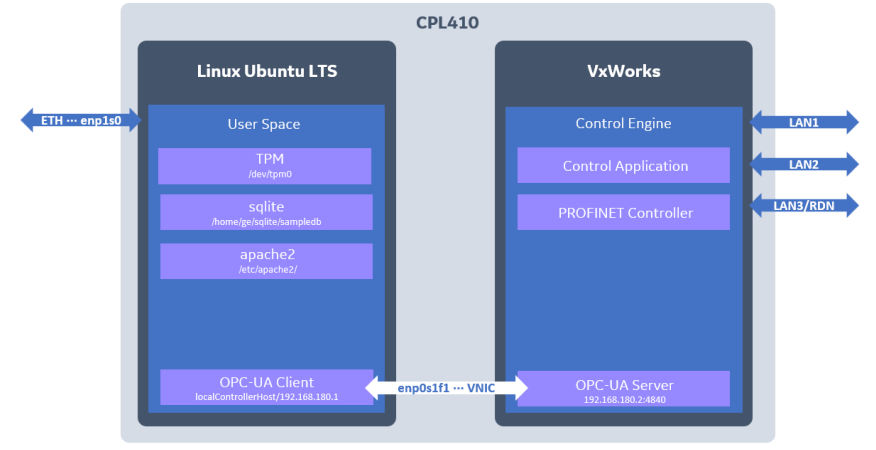 CPL410
Linux Ubuntu LTS
User Space
TPM
/dev/tpm0
sqlite
/home/ge/sqlite/sampledb
apache2
/etc/apache2/
OPC-UA Client
localControllerHost/192.168.180.1
ETH ··· enp1s0
enp0s1f1 ··· VNIC
VxWorks
Control Engine
Control Application
PROFINET Controller
OPC-UA Server
192.168.180.2:4840
LAN1
LAN2
LAN3/RDN